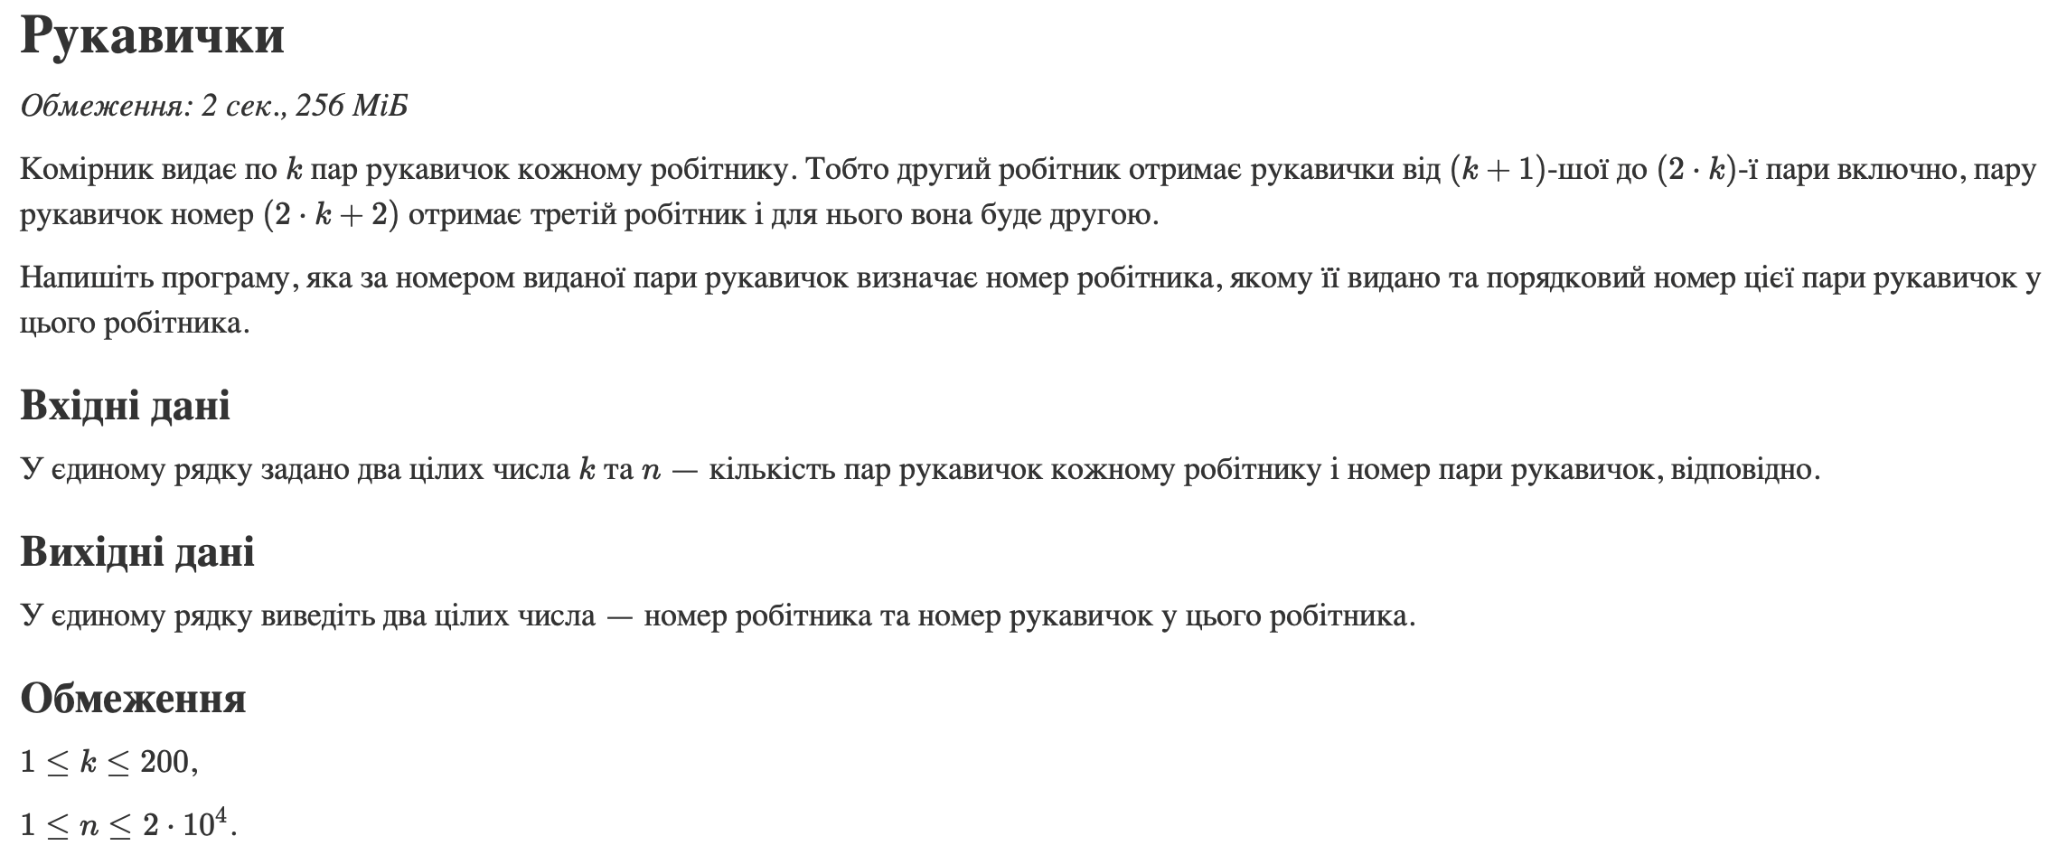 Рукавички
Обмеження: 2 сек., 256 МіБ
Комірник видає по k пар рукавичок кожному робітнику. Тобто другий робітник отримає рукавички від (k + 1)-шої до (2 · k)-ї пари включно, пару
рукавичок номер (2 · k + 2) отримає третій робітник і для нього вона буде другою.
Напишіть програму, яка за номером виданої пари рукавичок визначає номер робітника, якому її видано та порядковий номер цієї пари рукавичок у
цього робітника.
Вхідні дані
У єдиному рядку задано два цілих числа k та n — кількість пар рукавичок кожному робітнику і номер пари рукавичок, відповідно.
Вихідні дані
У єдиному рядку виведіть два цілих числа — номер робітника та номер рукавичок у цього робітника.
Обмеження
1 ≤ k ≤ 200,
1 ≤ n ≤ 2 · 10⁴.